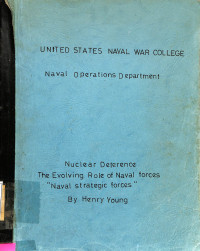 UNITED STATES NAVAL WAR COLLEGE
Naval Operations Department
Nuclear Deterence
The Evolving Role of Naval forces
"Naval strategic forces"
By Henry Young